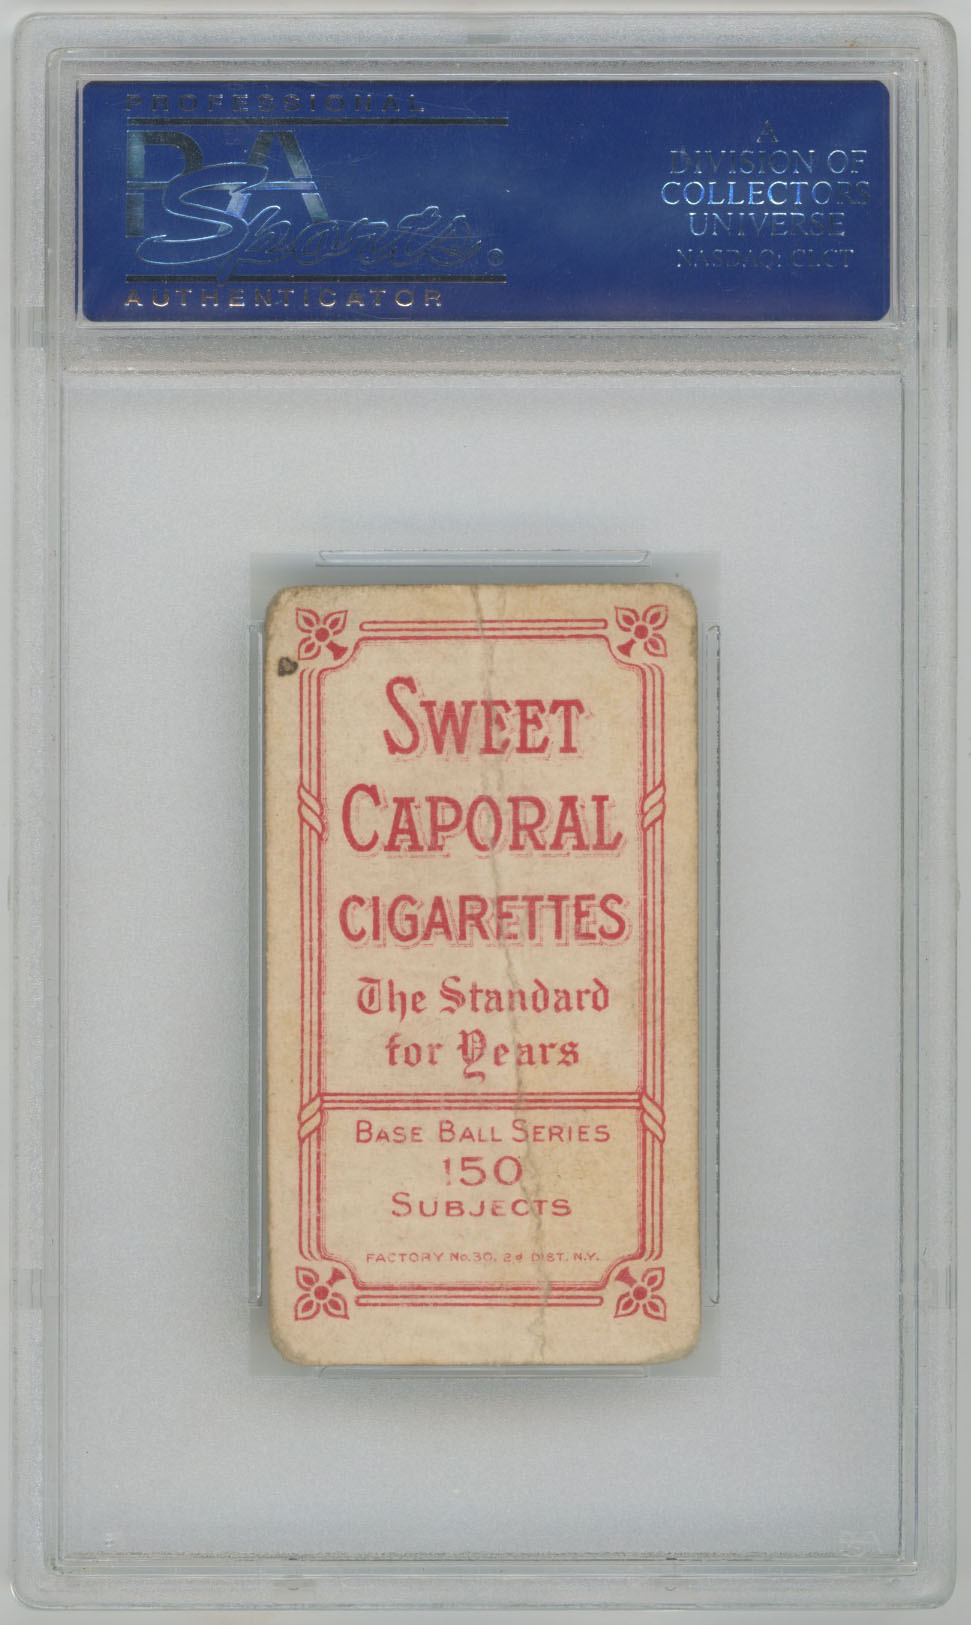 PROFESSIONAL
PSA
Sports®
AUTHENTICATOR
A
DIVISION OF
COLLECTORS
UNIVERSE
NASDAQ: CLCT
SWEET
CAPORAL
CIGARETTES
The Standard
for Years
BASE BALL SERIES
150
SUBJECTS
FACTORY No. 30, 2d DIST. N.Y.